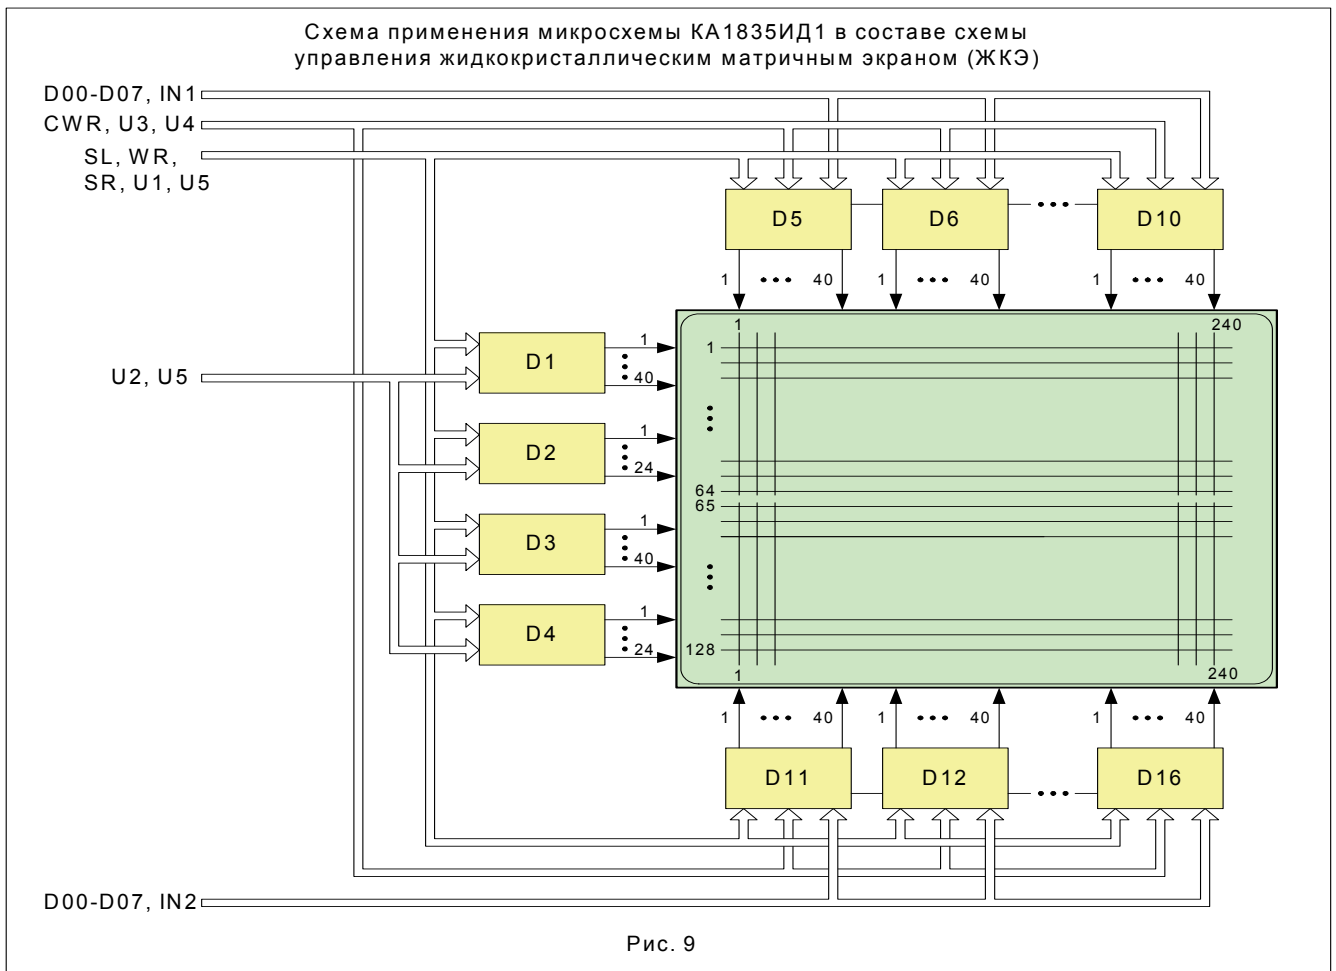 Схема применения микросхемы КА1835ИД1 в составе схемы
управления жидкокристаллическим матричным экраном (ЖКЭ)
D00-D07, IN1
CWR, U3, U4
SL, WR,
SR, U1, U5
D5 D6 ••• D10
1 ••• 40 1 ••• 40 1 ••• 40
1 240
D1 1 40 1
U2, U5
D2 1 24
64
65
D3 1 40
D4 1 24 128
1 240
1 ••• 40 1 ••• 40 1 ••• 40
D11 D12 ••• D16
D00-D07, IN2
Рис. 9